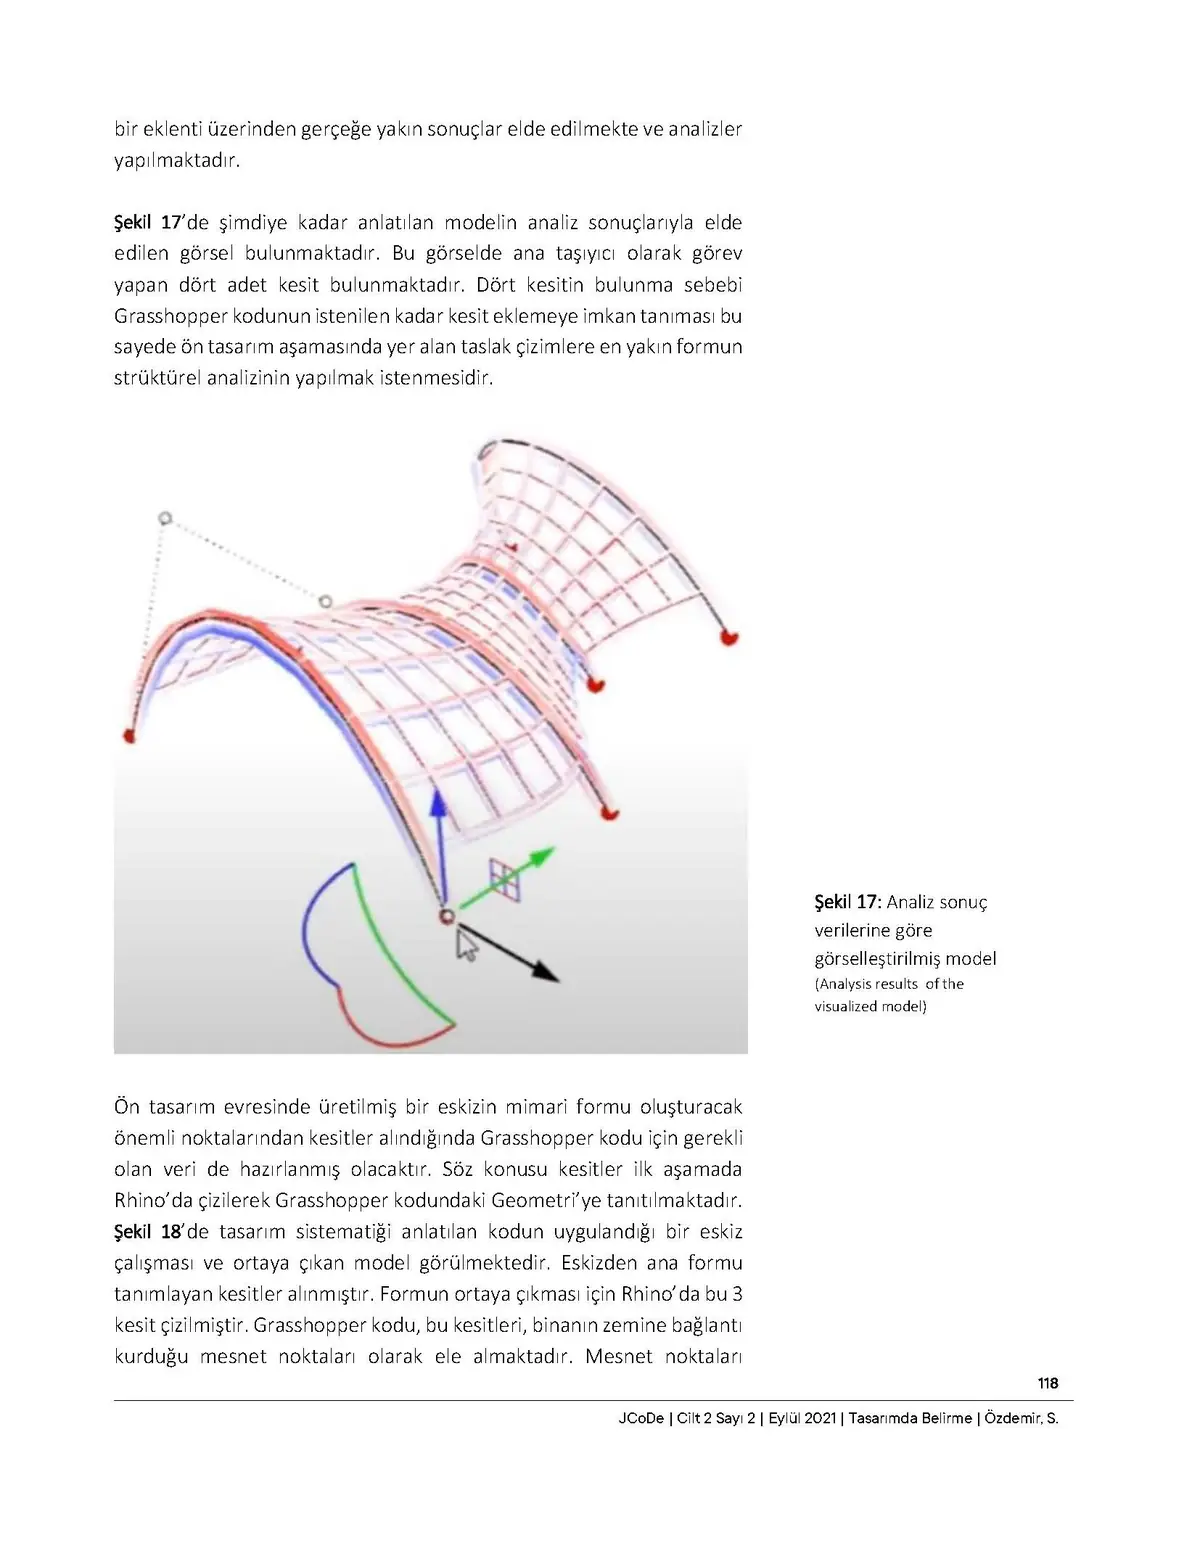 bir eklenti üzerinden gerçeğe yakın sonuçlar elde edilmekte ve analizler
yapılmaktadır.
Şekil 17'de şimdiye kadar anlatılan modelin analiz sonuçlarıyla elde
edilen görsel bulunmaktadır. Bu görselde ana taşıyıcı olarak görev
yapan dört adet kesit bulunmaktadır. Dört kesitin bulunma sebebi
Grasshopper kodunun istenilen kadar kesit eklemeye imkan tanıması bu
sayede ön tasarım aşamasında yer alan taslak çizimlere en yakın formun
strüktürel analizinin yapılmak istenmesidir.
Şekil 17: Analiz sonuç
verilerine göre
görselleştirilmiş model
(Analysis results of the
visualized model)
Ön tasarım evresinde üretilmiş bir eskizin mimari formu oluşturacak
önemli noktalarından kesitler alındığında Grasshopper kodu için gerekli
olan veri de hazırlanmış olacaktır. Söz konusu kesitler ilk aşamada
Rhino'da çizilerek Grasshopper kodundaki Geometri'ye tanıtılmaktadır.
Şekil 18'de tasarım sistematiği anlatılan kodun uygulandığı bir eskiz
çalışması ve ortaya çıkan model görülmektedir. Eskizden ana formu
tanımlayan kesitler alınmıştır. Formun ortaya çıkması için Rhino'da bu 3
kesit çizilmiştir. Grasshopper kodu, bu kesitleri, binanın zemine bağlantı
kurduğu mesnet noktaları olarak ele almaktadır. Mesnet noktaları
118
JCoDe | Cilt 2 Sayı 2 | Eylül 2021 | Tasarımda Belirme | Özdemir, S.